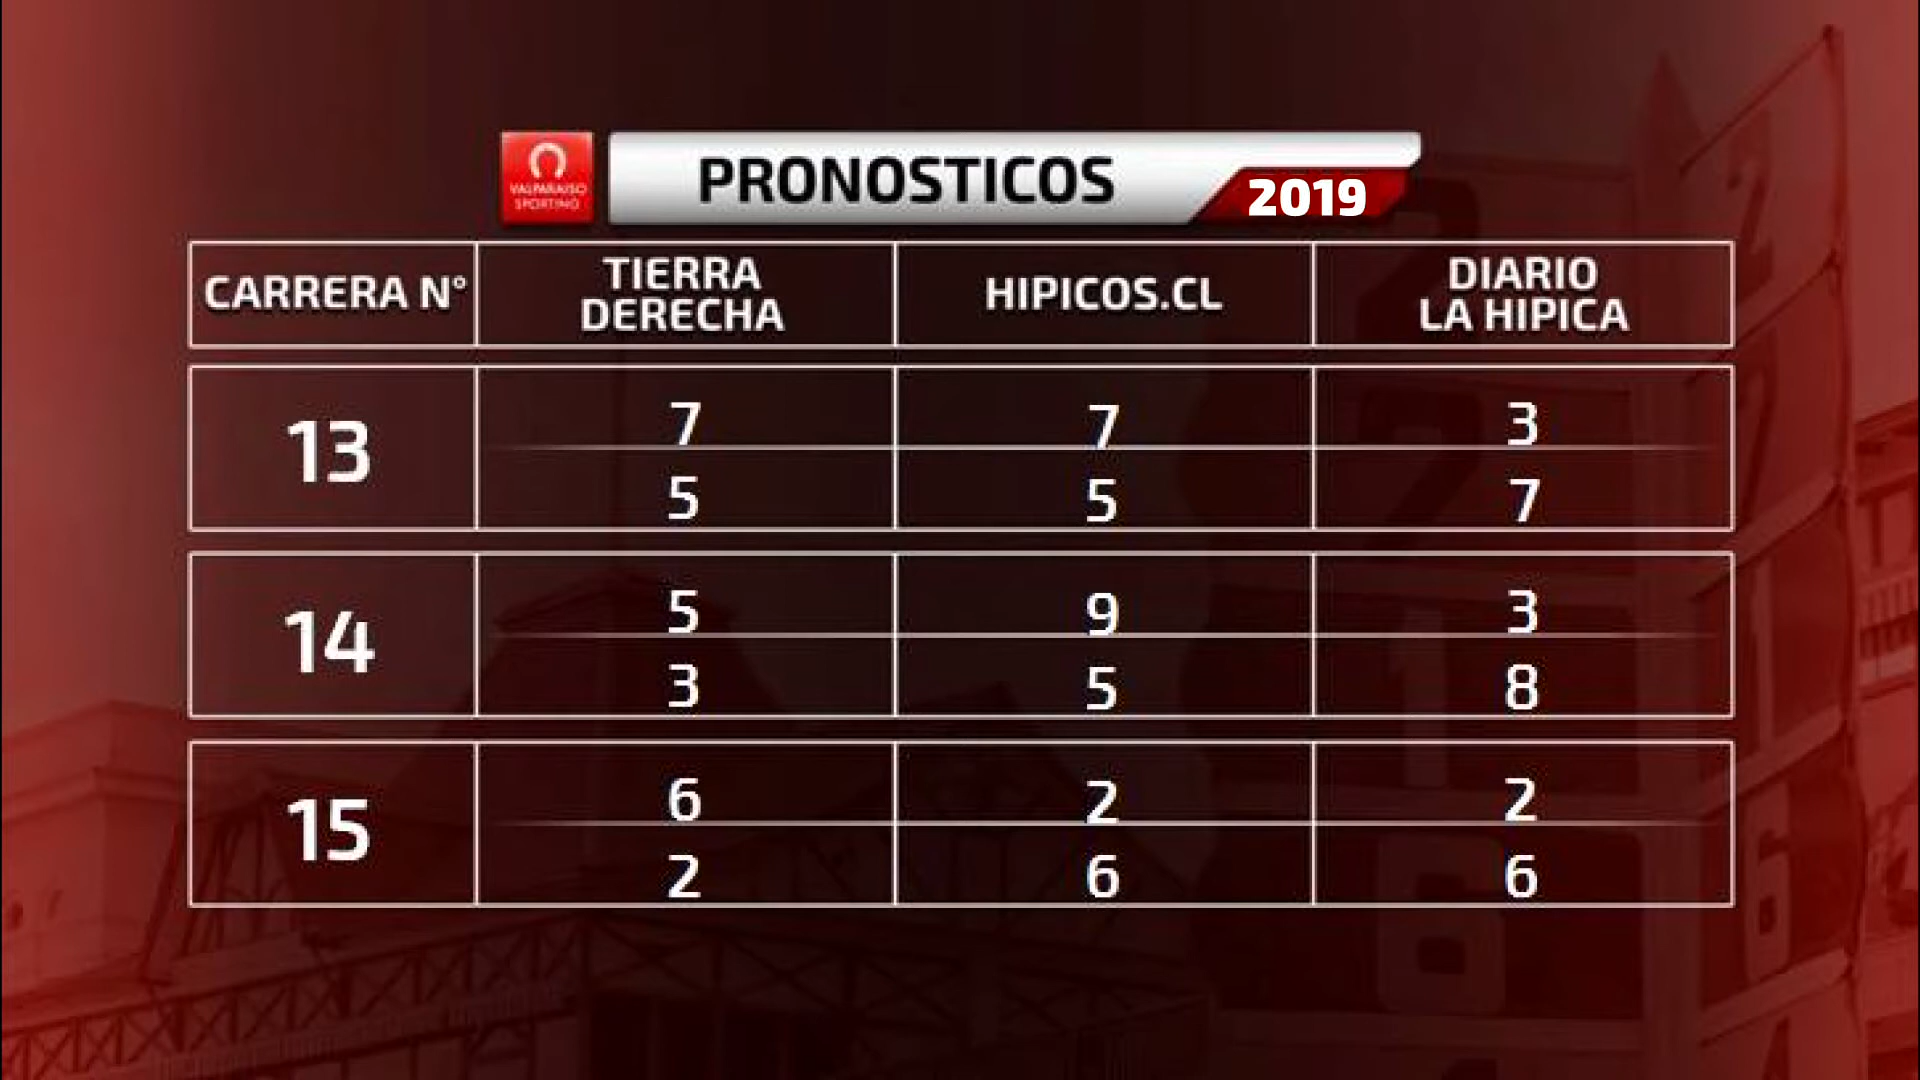 VALPARAISO
SPORTING
PRONOSTICOS
2019
CARRERA N° TIERRA DERECHA HIPICOS.CL DIARIO LA HIPICA
13 7 7 3
5 5 7
14 5 9 3
3 5 8
15 6 2 2
2 6 6